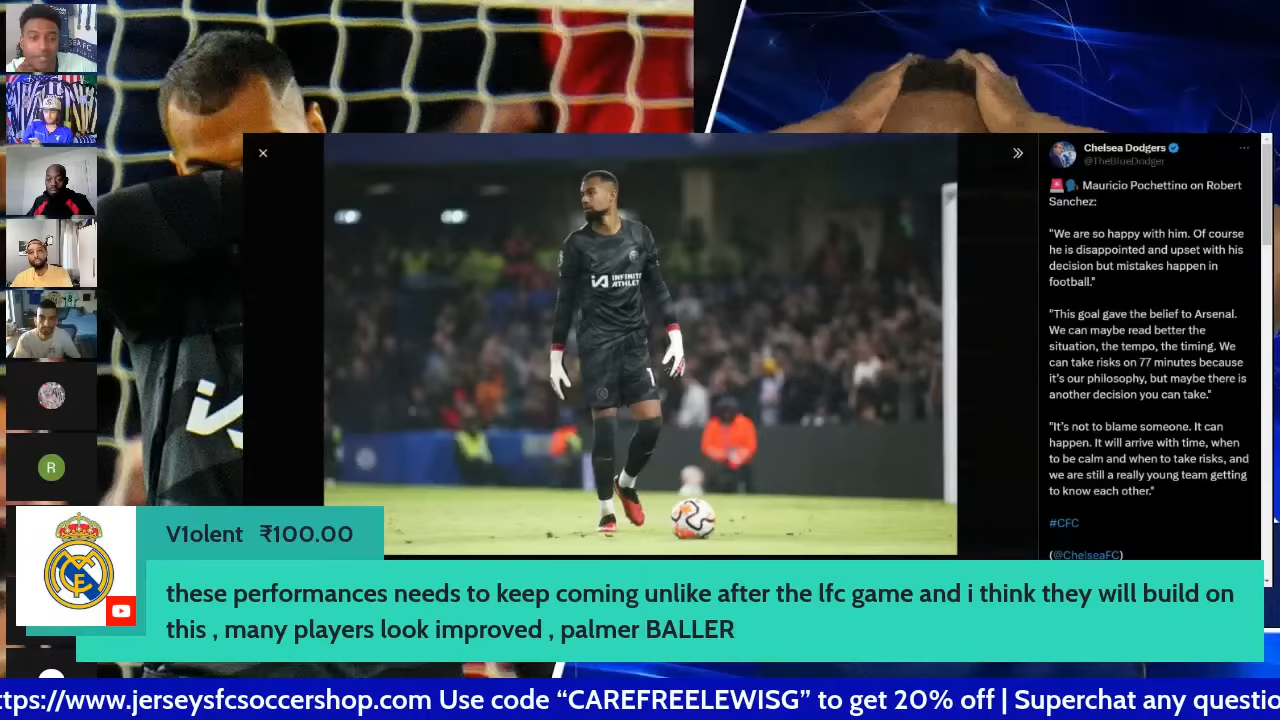 Chelsea Dodgers
@TheBlueDodger
Mauricio Pochettino on Robert
Sanchez:
"We are so happy with him. Of course
he is disappointed and upset with his
decision but mistakes happen in
football."
"This goal gave the belief to Arsenal.
We can maybe read better the
situation, the tempo, the timing. We
can take risks on 77 minutes because
it's our philosophy, but maybe there is
another decision you can take."
"It's not to blame someone. It can
happen. It will arrive with time, when
to be calm and when to take risks, and
we are still a really young team getting
to know each other."
#CFC
(@ChelseaFC)
INFINITE
ATHLETE
1
R
V1olent ₹100.00
these performances needs to keep coming unlike after the lfc game and i think they will build on
this , many players look improved , palmer BALLER
ttps://www.jerseysfcsoccershop.com Use code “CAREFREELEWISG” to get 20% off | Superchat any questio